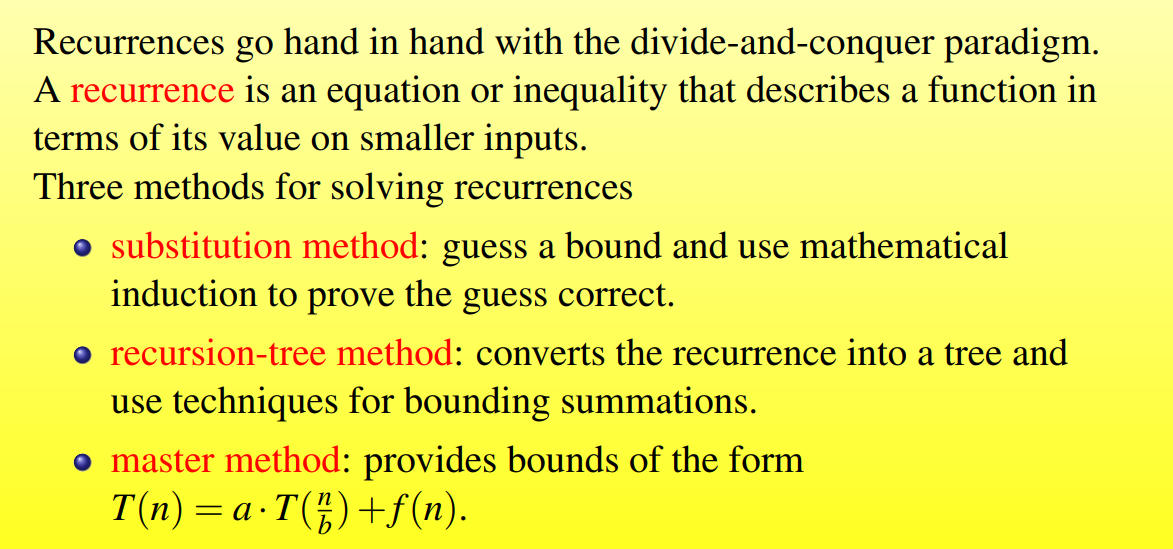 Recurrences go hand in hand with the divide-and-conquer paradigm.
A recurrence is an equation or inequality that describes a function in
terms of its value on smaller inputs.
Three methods for solving recurrences
substitution method: guess a bound and use mathematical
induction to prove the guess correct.
recursion-tree method: converts the recurrence into a tree and
use techniques for bounding summations.
master method: provides bounds of the form
T(n) = a · T(n/b) + f(n).